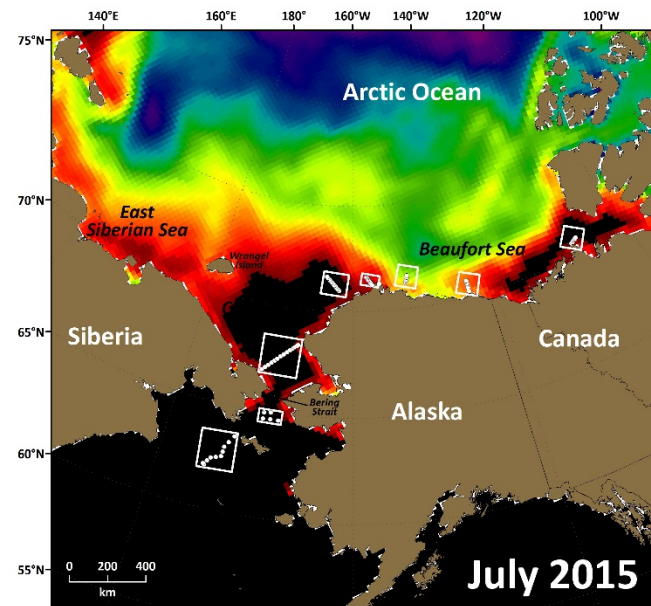 140°E 160°E 180° 160°W 140°W 120°W 100°W
75°N
Arctic Ocean
70°N
East
Siberian Sea
Beaufort Sea
Wrangel
Island
65°N
Siberia
Canada
Bering
Strait
Alaska
60°N
55°N
0 200 400
km
July 2015